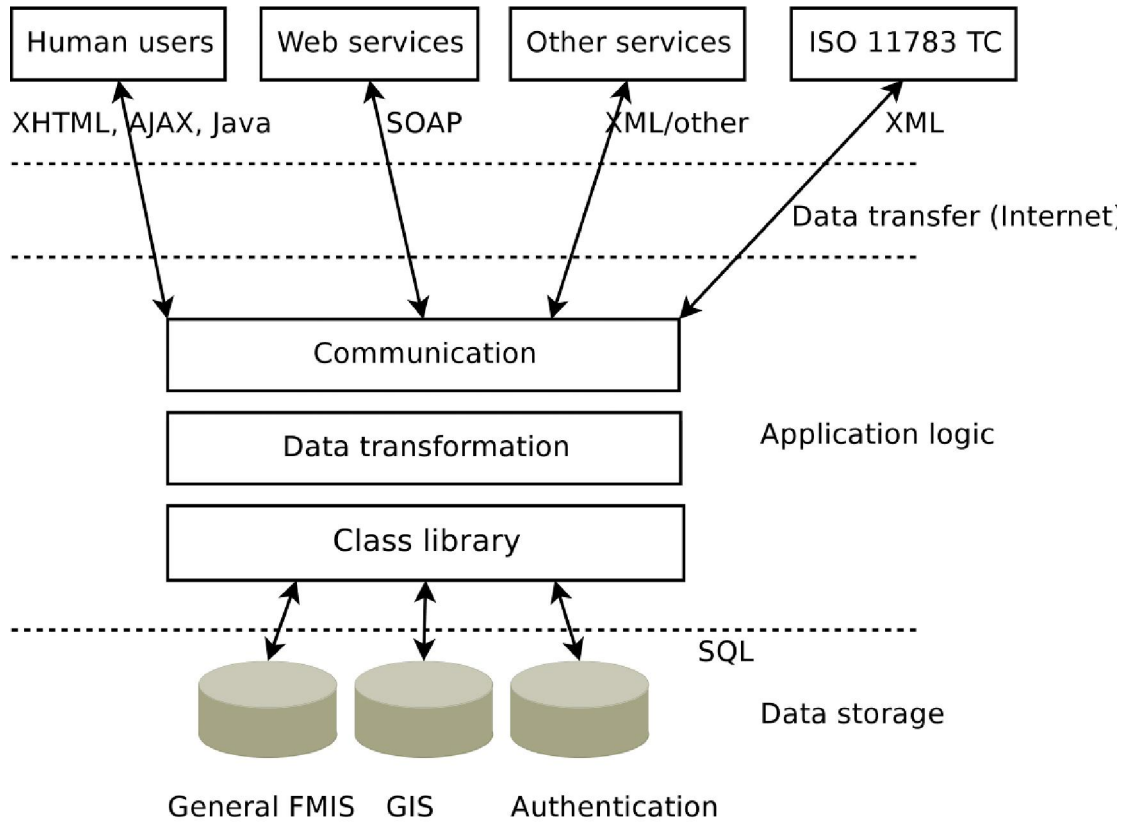 Human users
Web services
Other services
ISO 11783 TC
XHTML, AJAX, Java
SOAP
XML/other
XML
Data transfer (Internet)
Communication
Data transformation
Application logic
Class library
SQL
Data storage
General FMIS
GIS
Authentication